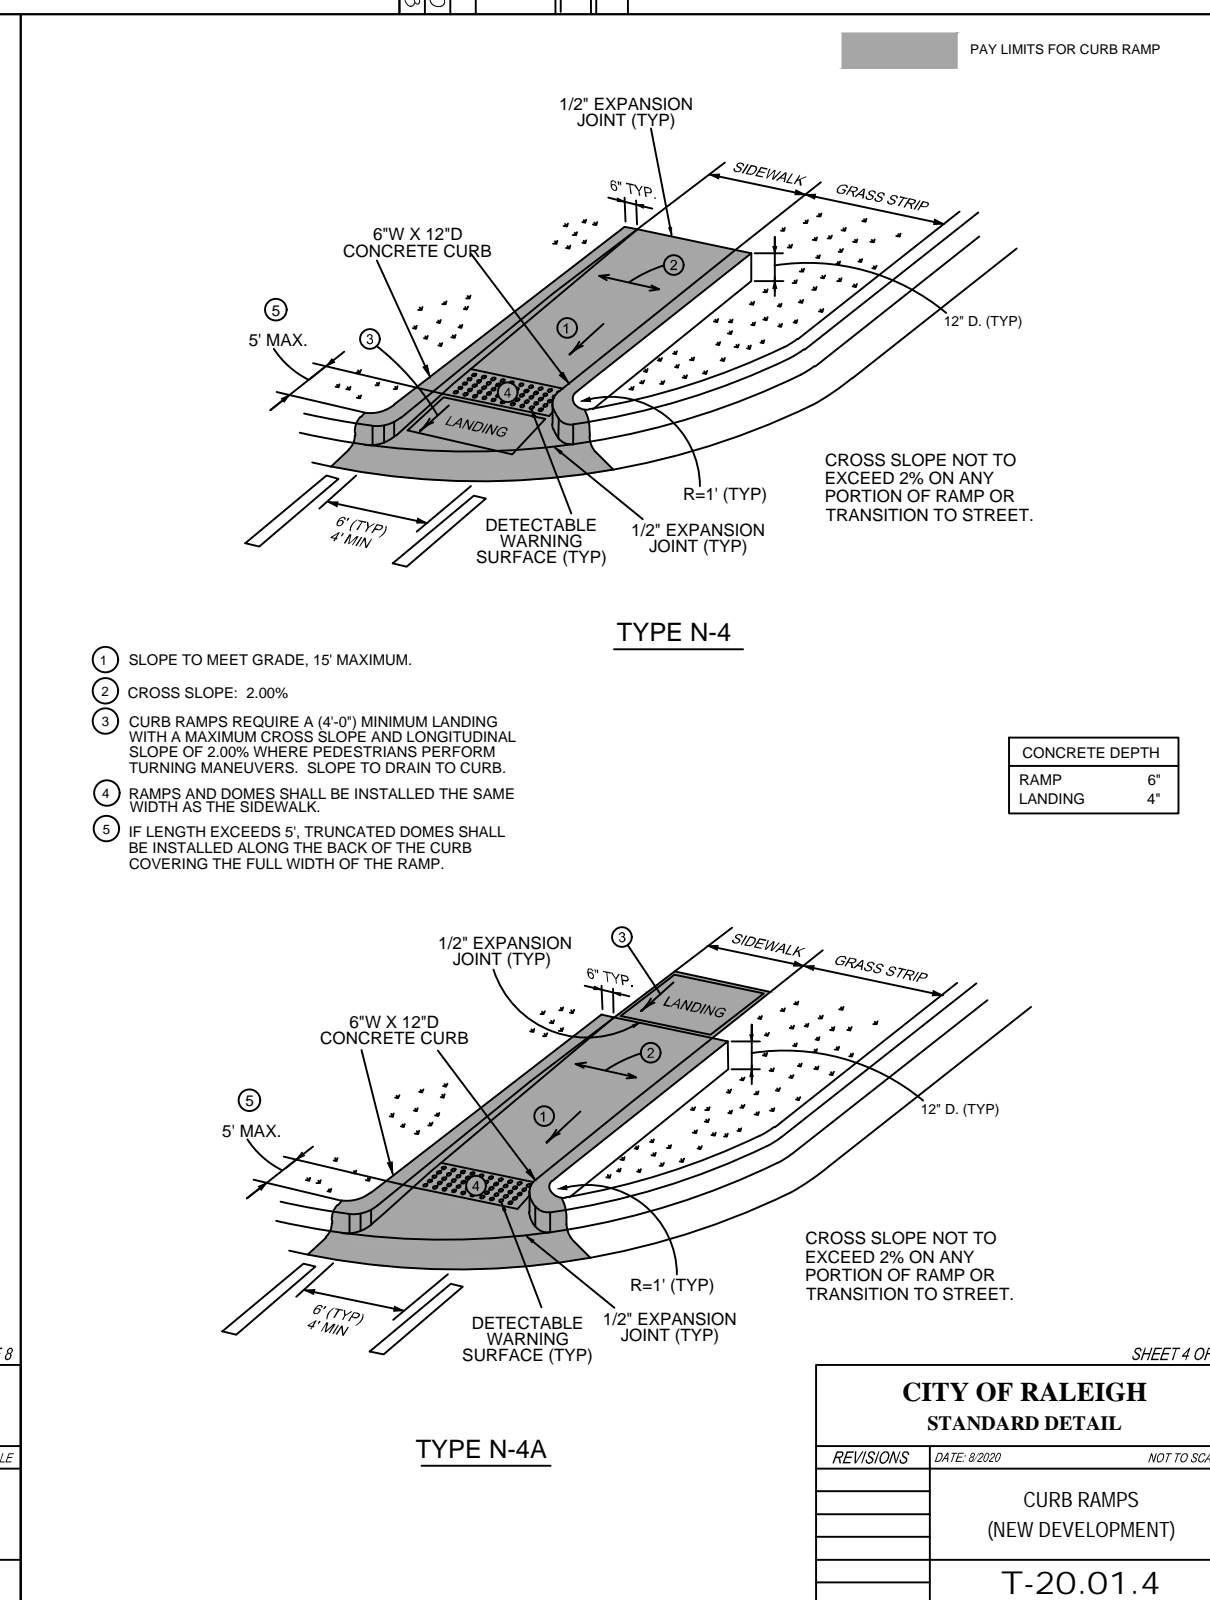 PAY LIMITS FOR CURB RAMP
1/2" EXPANSION
JOINT (TYP)
SIDEWALK
GRASS STRIP
6" TYP.
6"W X 12"D
CONCRETE CURB
2
5
5' MAX.
3
1
12" D. (TYP)
4
LANDING
CROSS SLOPE NOT TO
EXCEED 2% ON ANY
PORTION OF RAMP OR
TRANSITION TO STREET.
R=1' (TYP)
6' (TYP)
4' MIN
DETECTABLE
WARNING
SURFACE (TYP)
1/2" EXPANSION
JOINT (TYP)
TYPE N-4
1 SLOPE TO MEET GRADE, 15' MAXIMUM.
2 CROSS SLOPE: 2.00%
3 CURB RAMPS REQUIRE A (4'-0") MINIMUM LANDING
WITH A MAXIMUM CROSS SLOPE AND LONGITUDINAL
SLOPE OF 2.00% WHERE PEDESTRIANS PERFORM
TURNING MANEUVERS. SLOPE TO DRAIN TO CURB.
4 RAMPS AND DOMES SHALL BE INSTALLED THE SAME
WIDTH AS THE SIDEWALK.
5 IF LENGTH EXCEEDS 5', TRUNCATED DOMES SHALL
BE INSTALLED ALONG THE BACK OF THE CURB
COVERING THE FULL WIDTH OF THE RAMP.
CONCRETE DEPTH
RAMP 6"
LANDING 4"
1/2" EXPANSION
JOINT (TYP)
3
SIDEWALK
GRASS STRIP
6" TYP.
LANDING
6"W X 12"D
CONCRETE CURB
2
5
5' MAX.
1
12" D. (TYP)
4
CROSS SLOPE NOT TO
EXCEED 2% ON ANY
PORTION OF RAMP OR
TRANSITION TO STREET.
R=1' (TYP)
6' (TYP)
4' MIN
DETECTABLE
WARNING
SURFACE (TYP)
1/2" EXPANSION
JOINT (TYP)
TYPE N-4A
8
SHEET 4 OF
CITY OF RALEIGH
STANDARD DETAIL
REVISIONS
DATE: 8/2020
NOT TO SCA
CURB RAMPS
(NEW DEVELOPMENT)
T-20.01.4